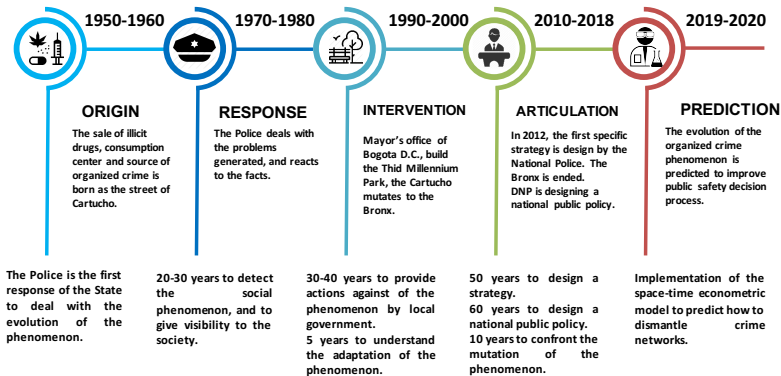 1950-1960
1970-1980
1990-2000
2010-2018
2019-2020
ORIGIN
The sale of illicit
drugs, consumption
center and source of
organized crime is
born as the street of
Cartucho.
RESPONSE
The Police deals with
the problems
generated, and reacts
to the facts.
INTERVENTION
Mayor's office of
Bogota D.C., build
the Thid Millennium
Park, the Cartucho
mutates to the
Bronx.
ARTICULATION
In 2012, the first specific
strategy is design by the
National Police. The
Bronx is ended.
DNP is designing a
national public policy.
PREDICTION
The evolution of the
organized crime
phenomenon is
predicted to improve
public safety decision
process.
The Police is the first
response of the State
to deal with the
evolution of the
phenomenon.
20-30 years to detect
the social
phenomenon, and to
give visibility to the
society.
30-40 years to provide
actions against of the
phenomenon by local
government.
5 years to understand
the adaptation of the
phenomenon.
50 years to design a
strategy.
60 years to design a
national public policy.
10 years to confront the
mutation of the
phenomenon.
Implementation of the
space-time econometric
model to predict how to
dismantle crime
networks.